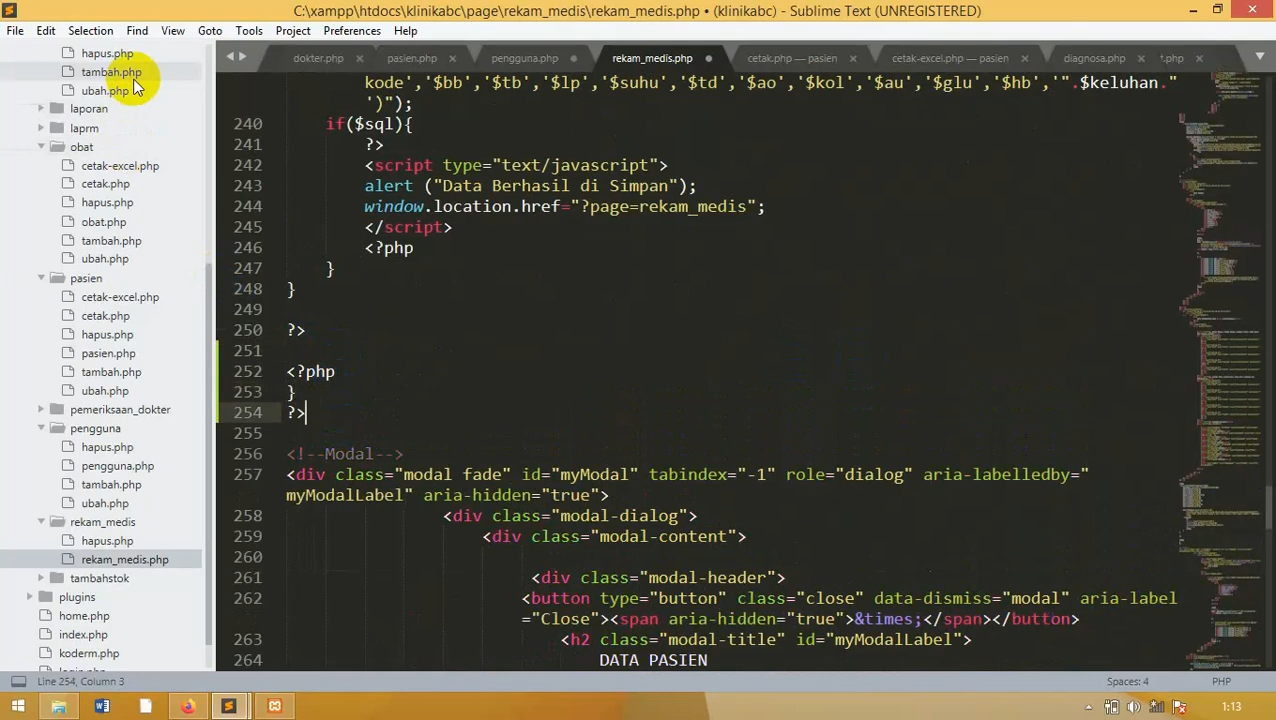 C:\xampp\htdocs\klinikabc\page\rekam_medis\rekam_medis.php • (klinikabc) - Sublime Text (UNREGISTERED)
File Edit Selection Find View Goto Tools Project Preferences Help
hapus.php
tambah.php
ubah.php
laporan
laprm
obat
cetak-excel.php
cetak.php
hapus.php
obat.php
tambah.php
ubah.php
pasien
cetak-excel.php
cetak.php
hapus.php
pasien.php
tambah.php
ubah.php
pemeriksaan_dokter
pengguna
hapus.php
pengguna.php
tambah.php
ubah.php
rekam_medis
hapus.php
rekam_medis.php
tambahstok
plugins
home.php
index.php
koderm.php
dokter.php pasien.php pengguna.php rekam_medis.php cetak.php — pasien cetak-excel.php — pasien diagnosa.php *.php
kode','$bb','$tb','$lp','$suhu','$td','$ao','$kol','$au','$glu','$hb','".$keluhan."
')");
240 if($sql){
241 ?>
242 <script type="text/javascript">
243 alert ("Data Berhasil di Simpan");
244 window.location.href="?page=rekam_medis";
245 </script>
246 <?php
247 }
248 }
249
250 ?>
251
252 <?php
253 }
254 ?>
255
256 <!--Modal-->
257 <div class="modal fade" id="myModal" tabindex="-1" role="dialog" aria-labelledby="
myModalLabel" aria-hidden="true">
258 <div class="modal-dialog">
259 <div class="modal-content">
260
261 <div class="modal-header">
262 <button type="button" class="close" data-dismiss="modal" aria-label
="Close"><span aria-hidden="true">&times;</span></button>
263 <h2 class="modal-title" id="myModalLabel">
264 DATA PASIEN
Line 254, Column 3
Spaces: 4
PHP
1:13